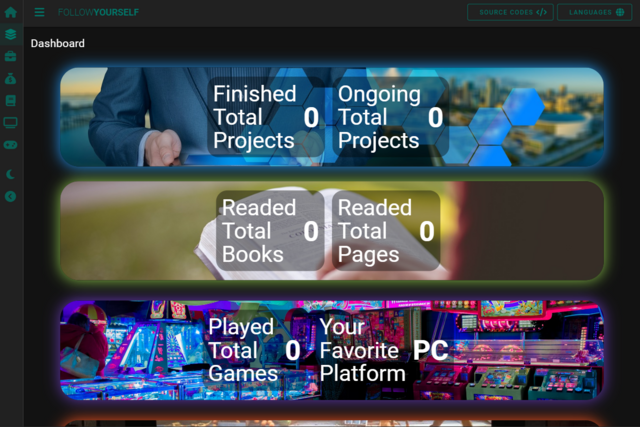 FOLLOWYOURSELF
SOURCE CODES
LANGUAGES
Dashboard
Finished
Total
Projects
0
Ongoing
Total
Projects
0
Readed
Total
Books
0
Readed
Total
Pages
0
Played
Total
Games
0
Your
Favorite
Platform
PC